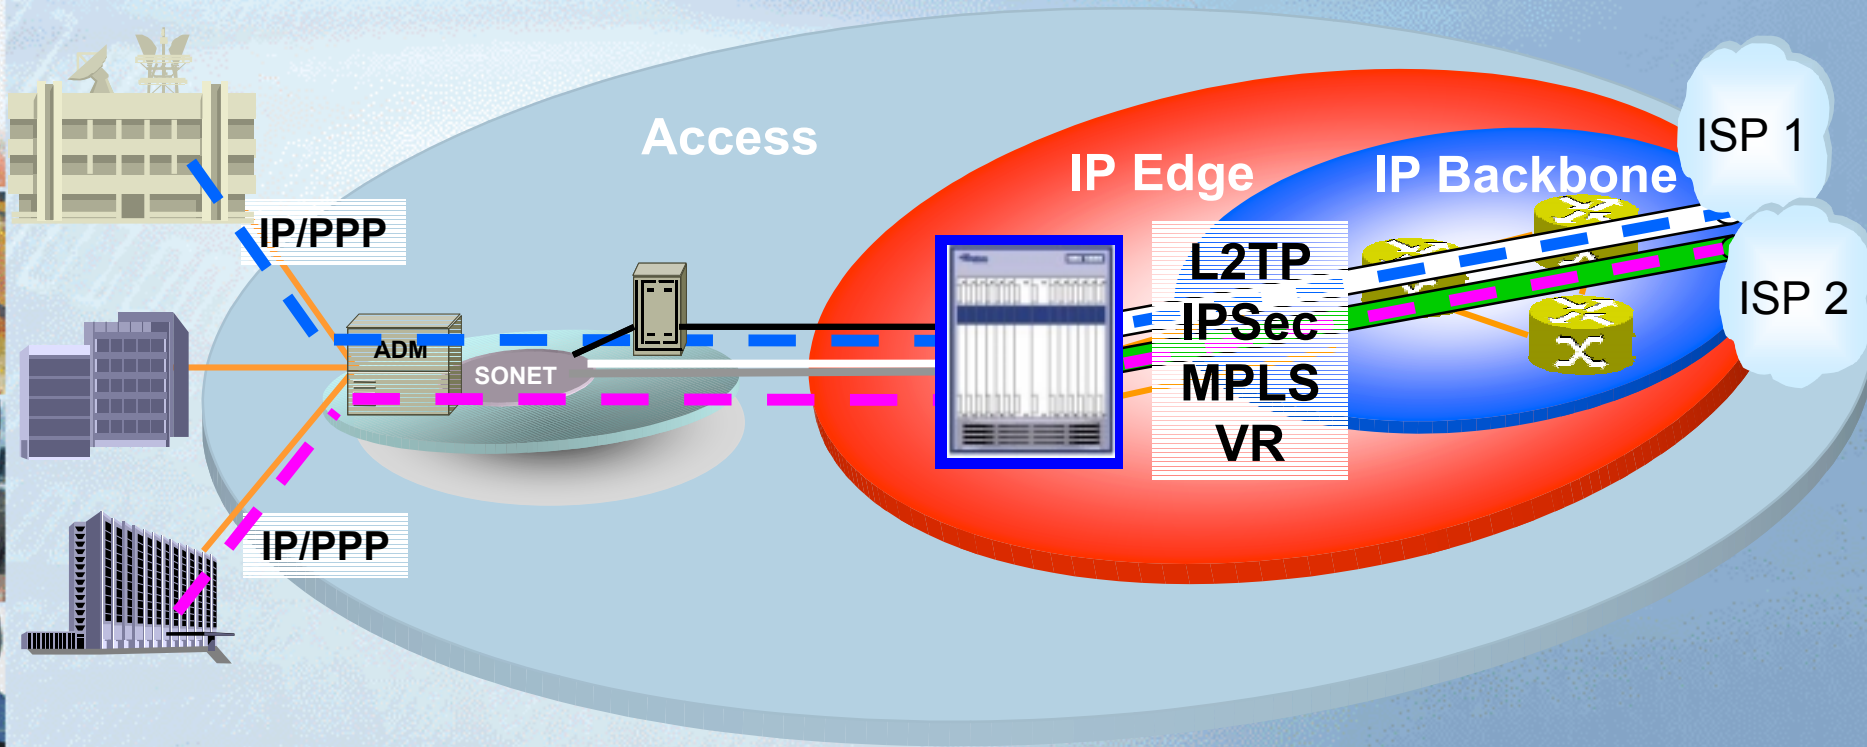 Access
IP Edge
IP Backbone
ISP 1
ISP 2
IP/PPP
ADM
SONET
L2TP
IPSec
MPLS
VR
IP/PPP